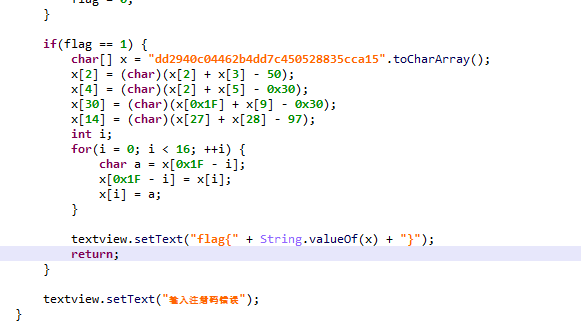 flag = 0;
}
if(flag == 1) {
char[] x = "dd2940c04462b4dd7c450528835cca15".toCharArray();
x[2] = (char)(x[2] + x[3] - 50);
x[4] = (char)(x[2] + x[5] - 0x30);
x[30] = (char)(x[0x1F] + x[9] - 0x30);
x[14] = (char)(x[27] + x[28] - 97);
int i;
for(i = 0; i < 16; ++i) {
char a = x[0x1F - i];
x[0x1F - i] = x[i];
x[i] = a;
}
textview.setText("flag{" + String.valueOf(x) + "}");
return;
}
textview.setText("输入注册码错误");
}